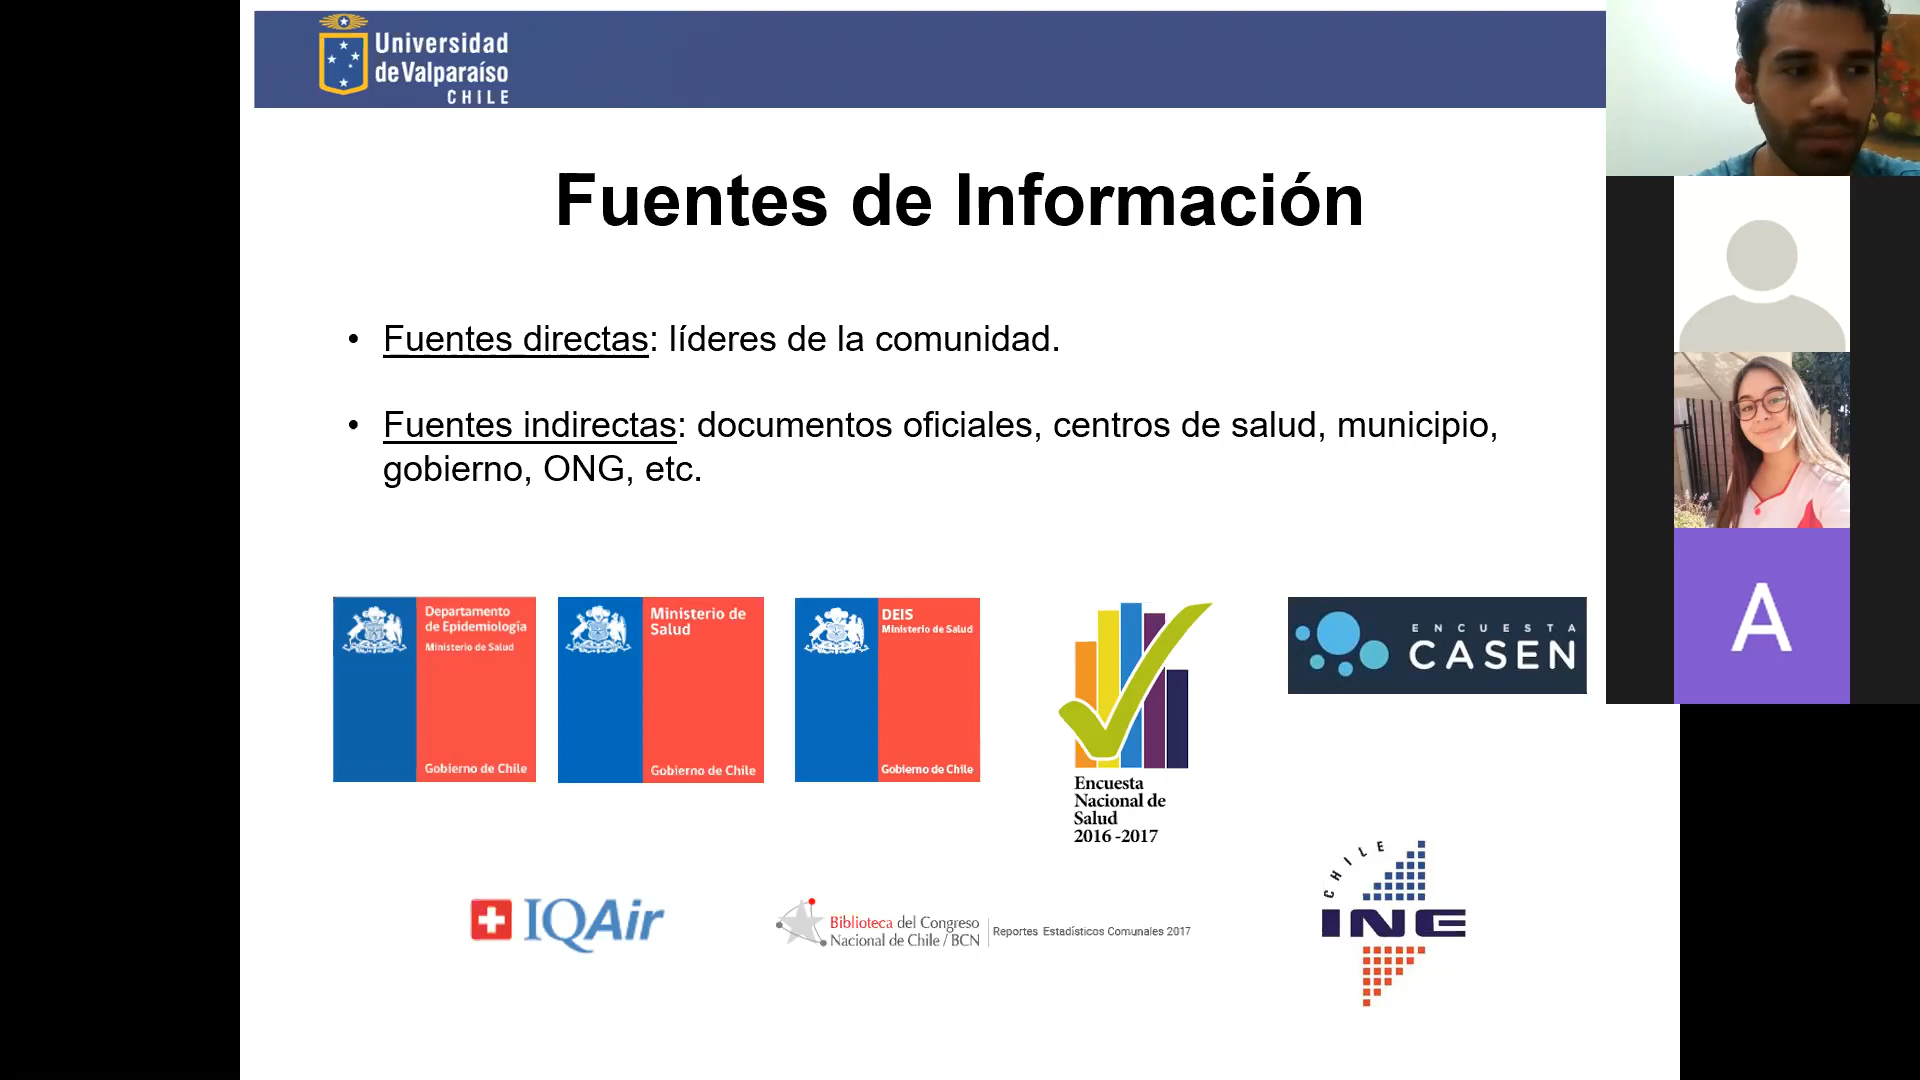 Universidad
de Valparaíso
CHILE
Fuentes de Información
• Fuentes directas: líderes de la comunidad.
• Fuentes indirectas: documentos oficiales, centros de salud, municipio,
gobierno, ONG, etc.
Departamento
de Epidemiología
Ministerio de Salud
Gobierno de Chile
Ministerio de
Salud
Gobierno de Chile
DEIS
Ministerio de Salud
Gobierno de Chile
Encuesta
Nacional de
Salud
2016 -2017
ENCUESTA
CASEN
A
IQAir
Biblioteca del Congreso
Nacional de Chile / BCN
Reportes Estadísticos Comunales 2017
CHILE
INE